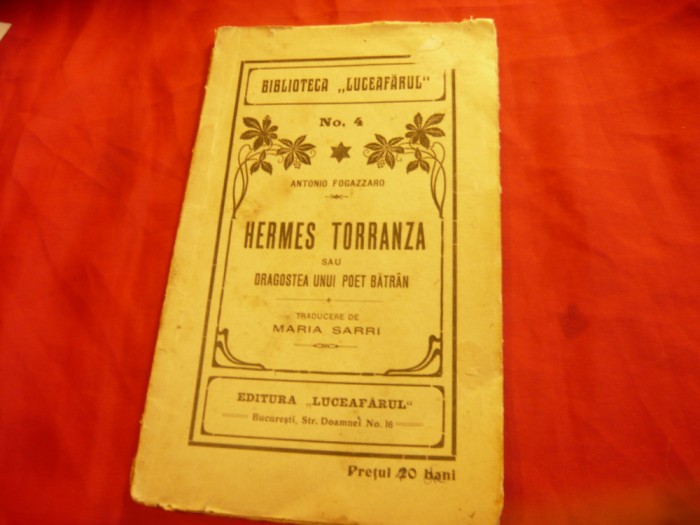 BIBLIOTECA „LUCEAFĂRUL"
No. 4
ANTONIO FOGAZZARO
HERMES TORRANZA
SAU
DRAGOSTEA UNUI POET BĂTRÂN
TRADUCERE DE
MARIA SARRI
EDITURA „LUCEAFĂRUL"
București, Str. Doamnei No. 16
Prețul 20 bani